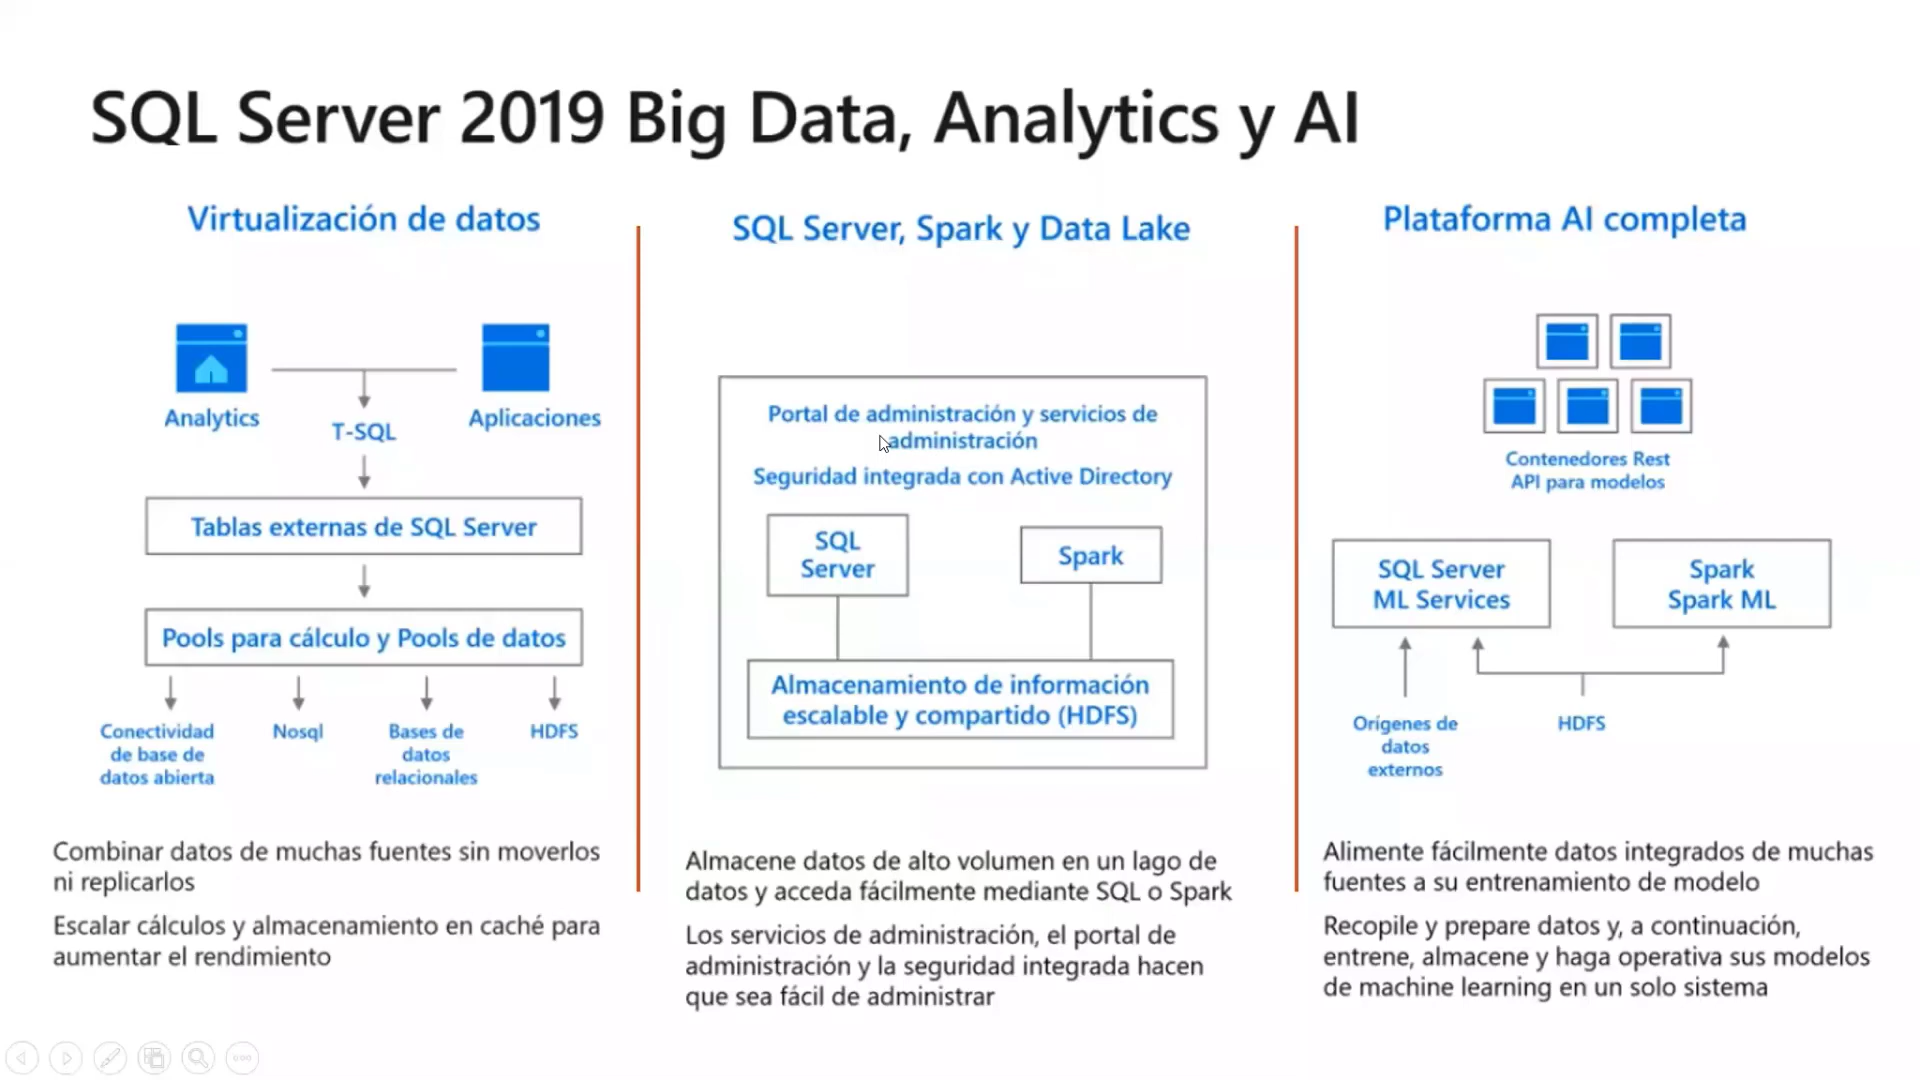 SQL Server 2019 Big Data, Analytics y AI
Virtualización de datos
Analytics
Aplicaciones
T-SQL
Tablas externas de SQL Server
Pools para cálculo y Pools de datos
Conectividad
de base de
datos abierta
Nosql
Bases de
datos
relacionales
HDFS
Combinar datos de muchas fuentes sin moverlos
ni replicarlos
Escalar cálculos y almacenamiento en caché para
aumentar el rendimiento
SQL Server, Spark y Data Lake
Portal de administración y servicios de
administración
Seguridad integrada con Active Directory
SQL
Server
Spark
Almacenamiento de información
escalable y compartido (HDFS)
Almacene datos de alto volumen en un lago de
datos y acceda fácilmente mediante SQL o Spark
Los servicios de administración, el portal de
administración y la seguridad integrada hacen
que sea fácil de administrar
Plataforma AI completa
Contenedores Rest
API para modelos
SQL Server
ML Services
Spark
Spark ML
Orígenes de
datos
externos
HDFS
Alimente fácilmente datos integrados de muchas
fuentes a su entrenamiento de modelo
Recopile y prepare datos y, a continuación,
entrene, almacene y haga operativa sus modelos
de machine learning en un solo sistema